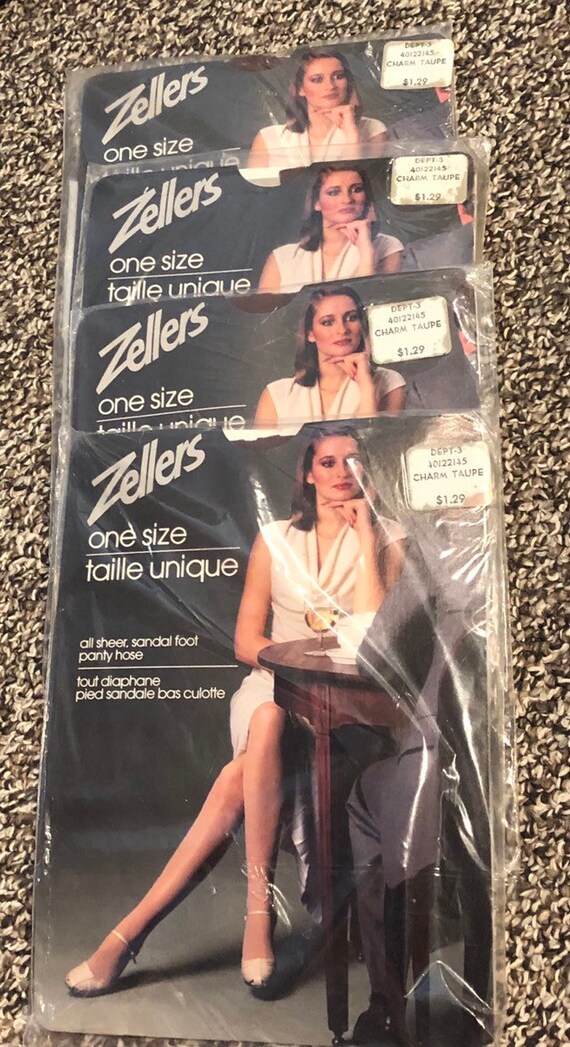 DEPT-3
40122145
CHARM TAUPE
$1.29
Zellers
one size
taille unique
DEPT-3
40122145
CHARM TAUPE
$1.29
Zellers
one size
taille unique
DEPT-3
40122145
CHARM TAUPE
$1.29
Zellers
one size
taille unique
DEPT-3
40122145
CHARM TAUPE
$1.29
Zellers
one size
taille unique
all sheer, sandal foot
panty hose
tout diaphane
pied sandale bas culotte